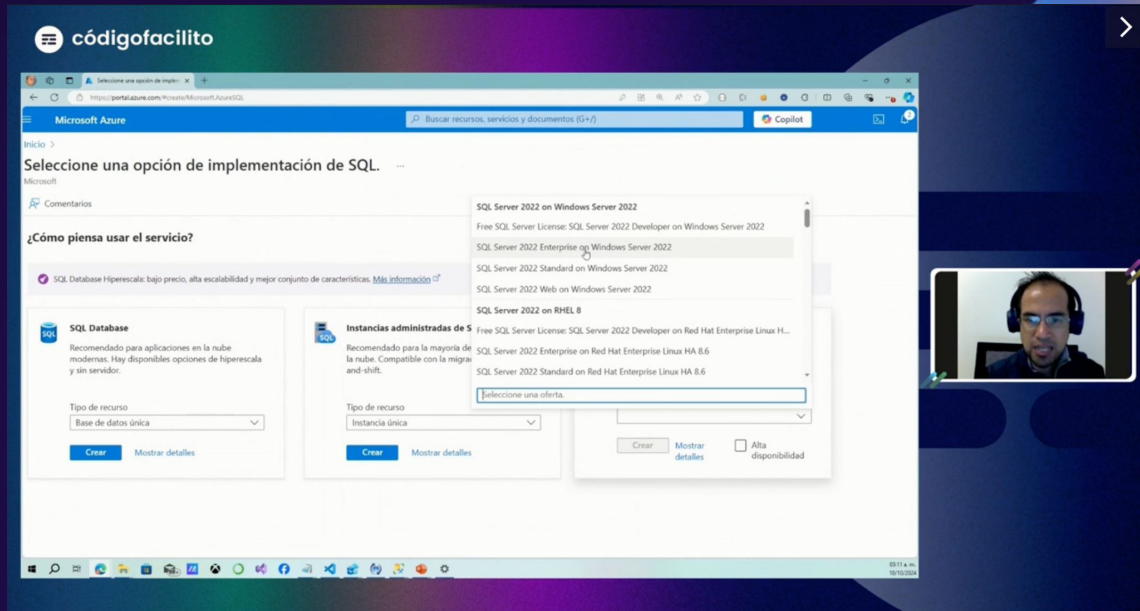 códigofacilito
Seleccione una opción de implem
https://portal.azure.com/#create/Microsoft.AzureSQL
Microsoft Azure
Buscar recursos, servicios y documentos (G+/)
Copilot
2
Inicio >
Seleccione una opción de implementación de SQL. ...
Microsoft
Comentarios
¿Cómo piensa usar el servicio?
SQL Database Hiperescala: bajo precio, alta escalabilidad y mejor conjunto de características. Más información
SQL
SQL Database
Recomendado para aplicaciones en la nube
modernas. Hay disponibles opciones de hiperescala
y sin servidor.
Tipo de recurso
Base de datos única
Crear
Mostrar detalles
SQL
Instancias administradas de S
Recomendado para la mayoría de
la nube. Compatible con la migra
and-shift.
Tipo de recurso
Instancia única
Crear
Mostrar detalles
SQL Server 2022 on Windows Server 2022
Free SQL Server License: SQL Server 2022 Developer on Windows Server 2022
SQL Server 2022 Enterprise on Windows Server 2022
SQL Server 2022 Standard on Windows Server 2022
SQL Server 2022 Web on Windows Server 2022
SQL Server 2022 on RHEL 8
Free SQL Server License: SQL Server 2022 Developer on Red Hat Enterprise Linux H...
SQL Server 2022 Enterprise on Red Hat Enterprise Linux HA 8.6
SQL Server 2022 Standard on Red Hat Enterprise Linux HA 8.6
Seleccione una oferta.
Crear
Mostrar
detalles
Alta
disponibilidad
03:11 a. m.
10/10/2024